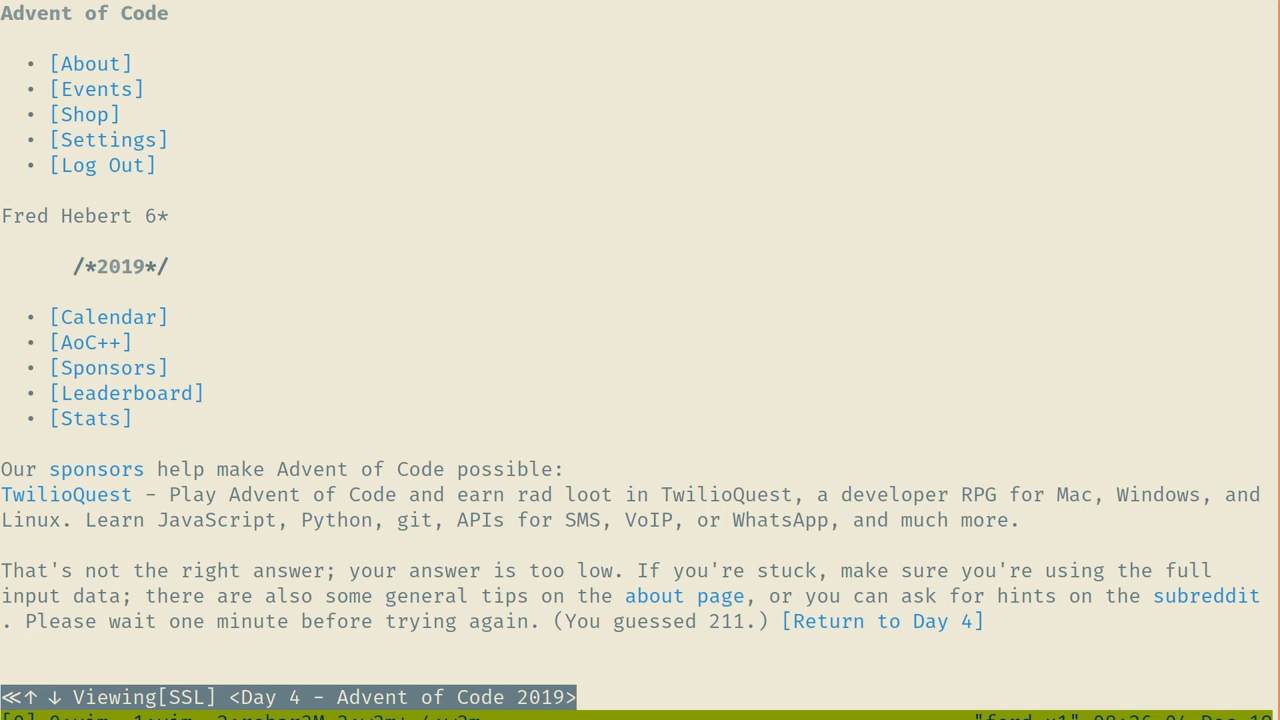 Advent of Code
• [About]
• [Events]
• [Shop]
• [Settings]
• [Log Out]
Fred Hebert 6*
/*2019*/
• [Calendar]
• [AoC++]
• [Sponsors]
• [Leaderboard]
• [Stats]
Our sponsors help make Advent of Code possible:
TwilioQuest - Play Advent of Code and earn rad loot in TwilioQuest, a developer RPG for Mac, Windows, and
Linux. Learn JavaScript, Python, git, APIs for SMS, VoIP, or WhatsApp, and much more.
That's not the right answer; your answer is too low. If you're stuck, make sure you're using the full
input data; there are also some general tips on the about page, or you can ask for hints on the subreddit
. Please wait one minute before trying again. (You guessed 211.) [Return to Day 4]
≪↑ ↓ Viewing[SSL] <Day 4 - Advent of Code 2019>